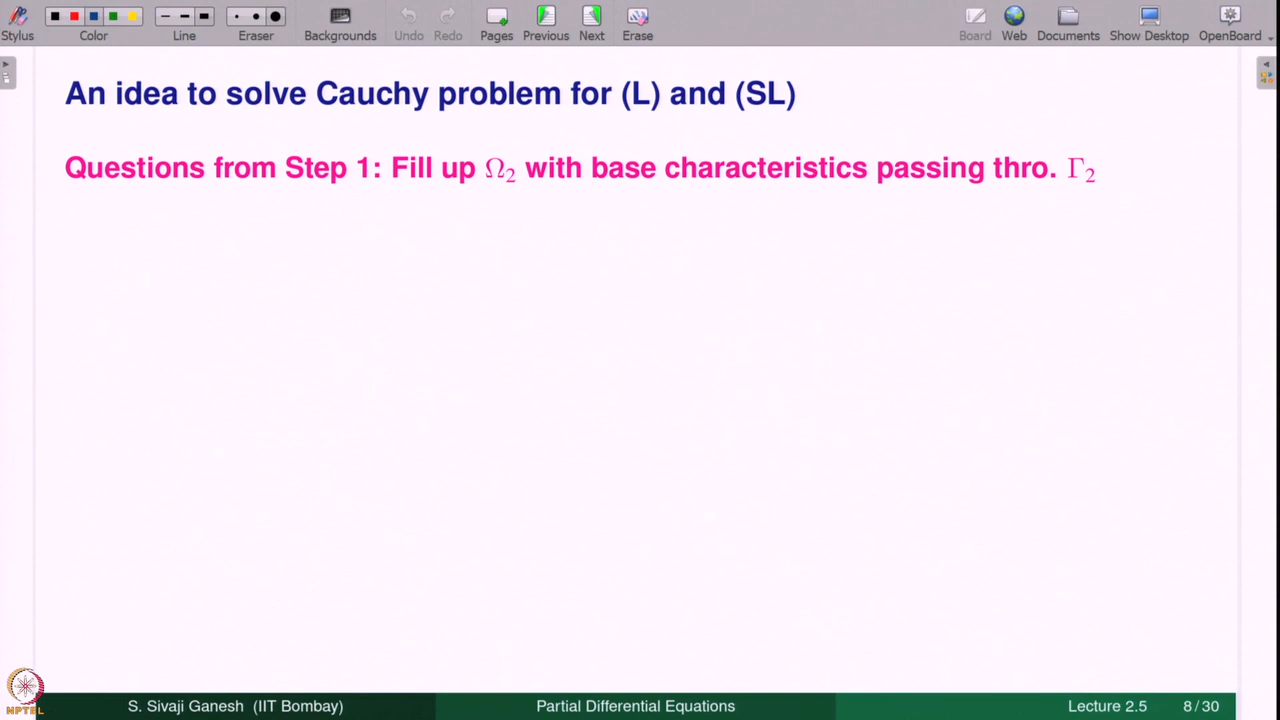 Stylus Color Line Eraser Backgrounds Undo Redo Pages Previous Next Erase Board Web Documents Show Desktop OpenBoard
An idea to solve Cauchy problem for (L) and (SL)
Questions from Step 1: Fill up Ω₂ with base characteristics passing thro. Γ₂
NPTEL
S. Sivaji Ganesh (IIT Bombay) Partial Differential Equations Lecture 2.5 8 / 30